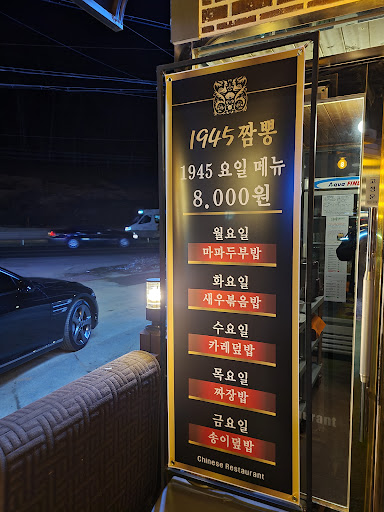 1945 짬뽕
1945 요일 메뉴
8.000원
월요일
마파두부밥
화요일
새우볶음밥
수요일
카레덮밥
목요일
짜장밥
금요일
송이덮밥
Chinese Restaurant
Aqua FINE